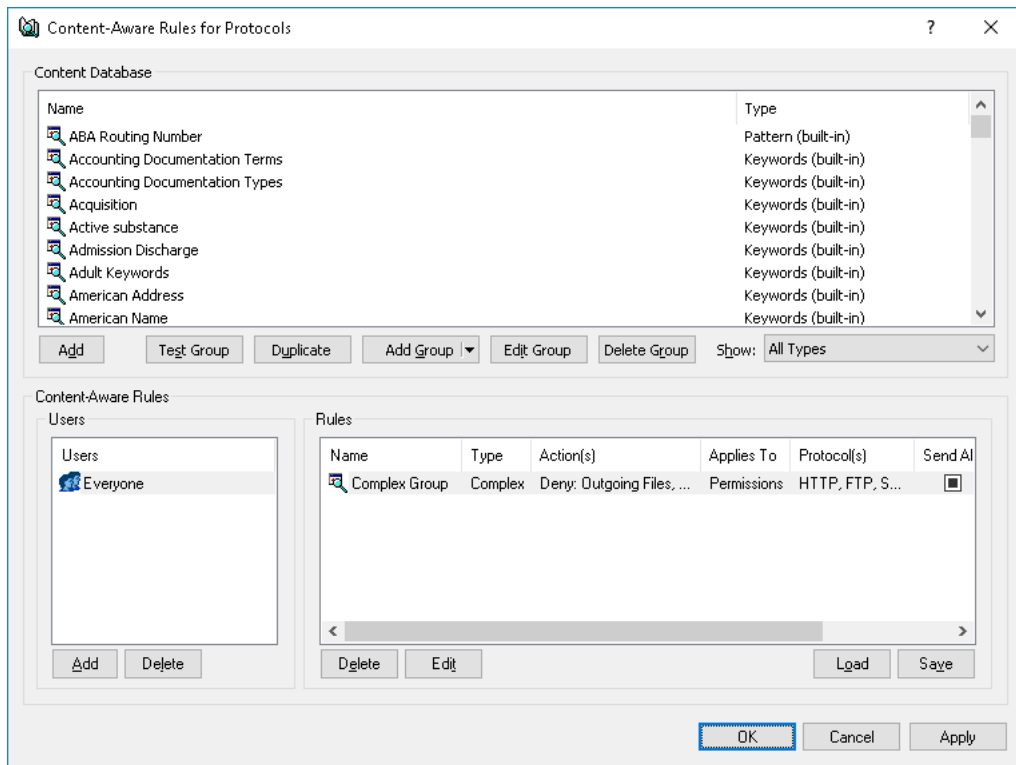 Content-Aware Rules for Protocols ?
Content Database
Name Type
ABA Routing Number Pattern (built-in)
Accounting Documentation Terms Keywords (built-in)
Accounting Documentation Types Keywords (built-in)
Acquisition Keywords (built-in)
Active substance Keywords (built-in)
Admission Discharge Keywords (built-in)
Adult Keywords Keywords (built-in)
American Address Keywords (built-in)
American Name Keywords (built-in)
Add Test Group Duplicate Add Group Edit Group Delete Group Show: All Types
Content-Aware Rules
Users Rules
Users Name Type Action(s) Applies To Protocol(s) Send Al
Everyone Complex Group Complex Deny: Outgoing Files, ... Permissions HTTP, FTP, S...
Add Delete Delete Edit Load Save
OK Cancel Apply